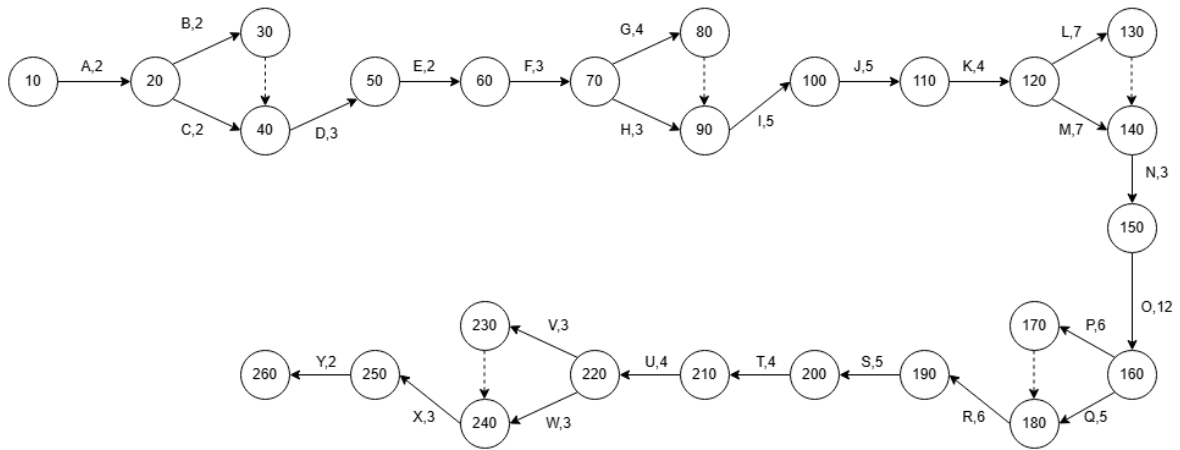 B,2
30
G,4
80
L,7
130
10
A,2
20
50
E,2
60
F,3
70
100
J,5
110
K,4
120
C,2
40
D,3
H,3
90
I,5
M,7
140
N,3
150
O,12
230
V,3
170
P,6
260
Y,2
250
220
U,4
210
T,4
200
S,5
190
160
X,3
240
W,3
R,6
180
Q,5